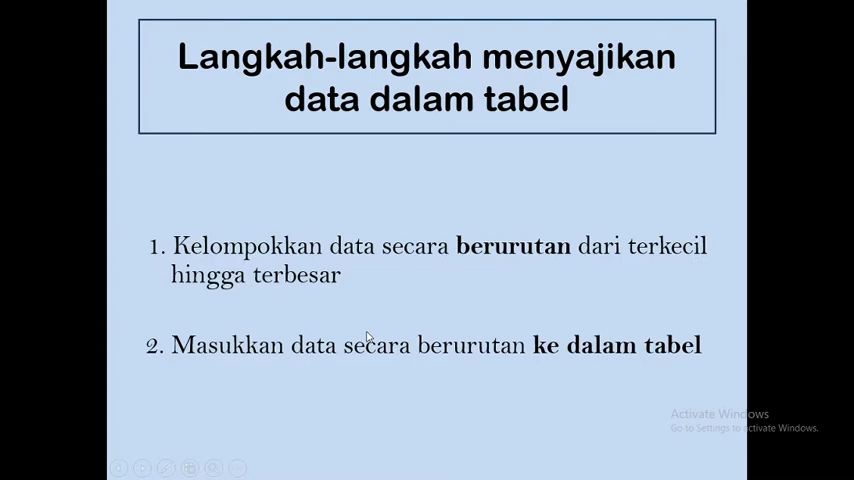 Langkah-langkah menyajikan
data dalam tabel
1. Kelompokkan data secara berurutan dari terkecil
hingga terbesar
2. Masukkan data secara berurutan ke dalam tabel
Activate Windows
Go to Settings to activate Windows.